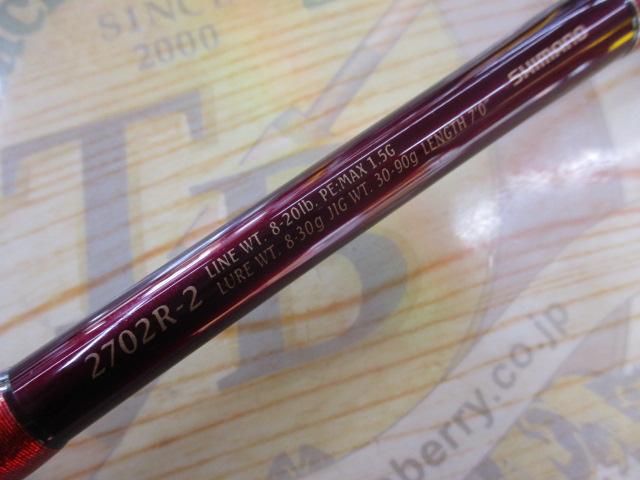 SHIMANO
2702R-2
LINE WT. 8-20lb. PE:MAX 1.5G
LURE WT. 8-30g JIG WT. 30-90g LENGTH 7'0"
SINCE
2000
TB
berry.co.jp